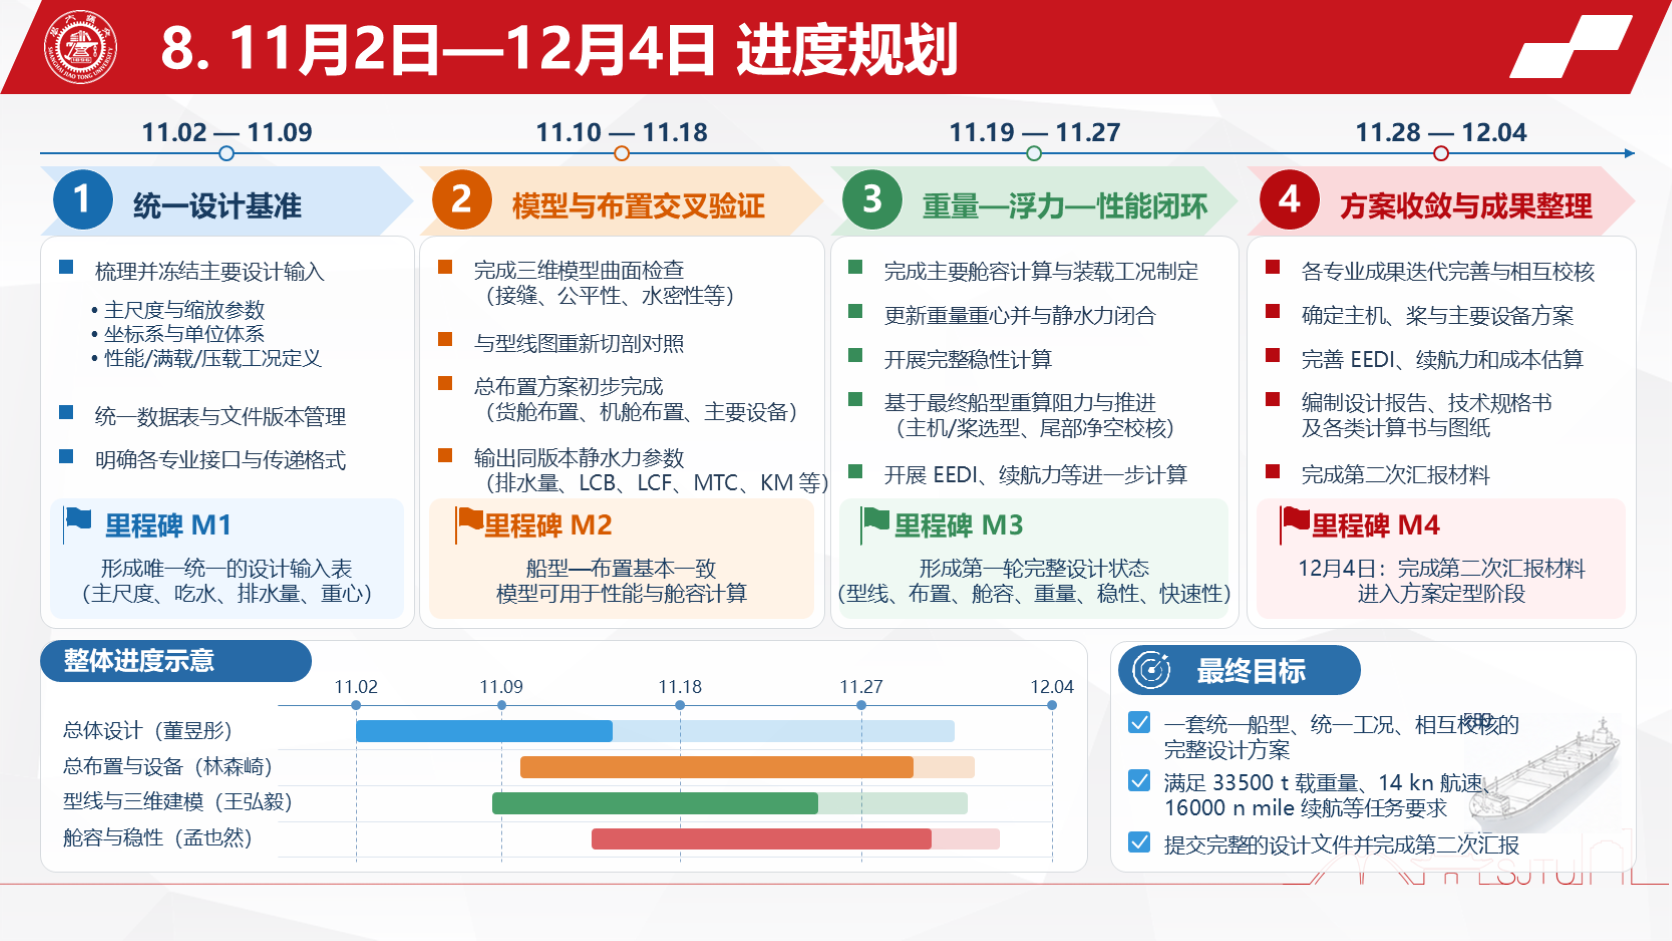 8. 11月2日—12月4日 进度规划
11.02 — 11.09
11.10 — 11.18
11.19 — 11.27
11.28 — 12.04
1 统一设计基准
■ 梳理并冻结主要设计输入
• 主尺度与缩放参数
• 坐标系与单位体系
• 性能/满载/压载工况定义
■ 统一数据表与文件版本管理
■ 明确各专业接口与传递格式
里程碑 M1
形成唯一统一的设计输入表
（主尺度、吃水、排水量、重心）
2 模型与布置交叉验证
■ 完成三维模型曲面检查
（接缝、公平性、水密性等）
■ 与型线图重新切剖对照
■ 总布置方案初步完成
（货舱布置、机舱布置、主要设备）
■ 输出同版本静水力参数
（排水量、LCB、LCF、MTC、KM 等）
里程碑 M2
船型—布置基本一致
模型可用于性能与舱容计算
3 重量—浮力—性能闭环
■ 完成主要舱容计算与装载工况制定
■ 更新重量重心并与静水力闭合
■ 开展完整稳性计算
■ 基于最终船型重算阻力与推进
（主机/桨选型、尾部净空校核）
■ 开展 EEDI、续航力等进一步计算
里程碑 M3
形成第一轮完整设计状态
（型线、布置、舱容、重量、稳性、快速性）
4 方案收敛与成果整理
■ 各专业成果迭代完善与相互校核
■ 确定主机、桨与主要设备方案
■ 完善 EEDI、续航力和成本估算
■ 编制设计报告、技术规格书
及各类计算书与图纸
■ 完成第二次汇报材料
里程碑 M4
12月4日：完成第二次汇报材料
进入方案定型阶段
整体进度示意
11.02 11.09 11.18 11.27 12.04
总体设计（董昱彤）
总布置与设备（林森崎）
型线与三维建模（王弘毅）
舱容与稳性（孟也然）
最终目标
一套统一船型、统一工况、相互校核的
完整设计方案
满足 33500 t 载重量、14 kn 航速、
16000 n mile 续航等任务要求
提交完整的设计文件并完成第二次汇报
SJTU